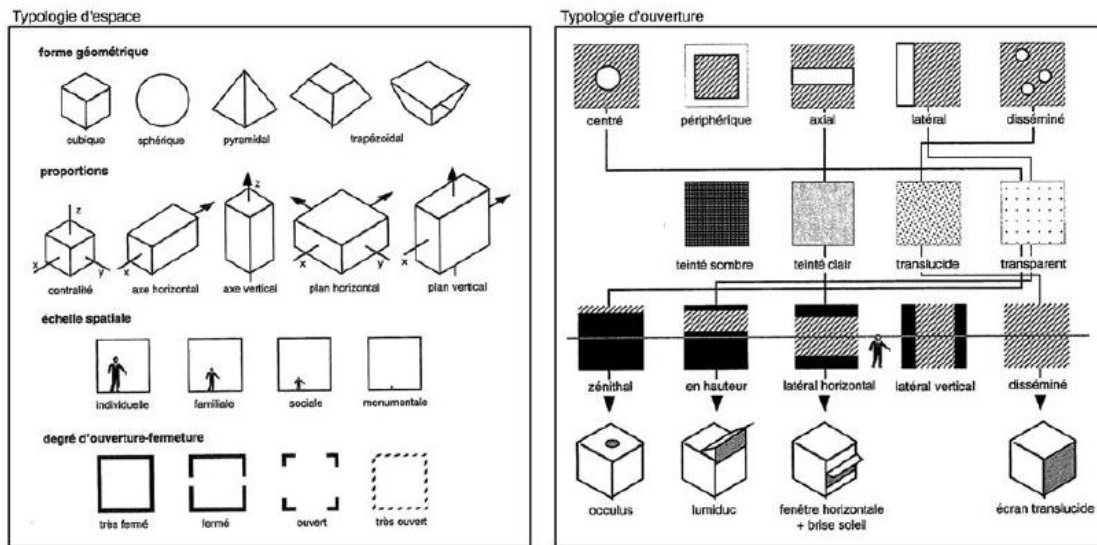 Typologie d'espace
forme géométrique
cubique
sphérique
pyramidal
trapézoidal
proportions
z
x
y
contralité
x
axe horizontal
z
axe vertical
x
y
plan horizontal
x
plan vertical
échelle spatiale
individuelle
familiale
sociale
monumentale
degré d'ouverture-fermeture
très fermé
fermé
ouvert
très ouvert
Typologie d'ouverture
centré
périphérique
axial
latéral
disséminé
teinté sombre
teinté clair
translucide
transparent
zénithal
en hauteur
latéral horizontal
latéral vertical
disséminé
occulus
lumiduc
fenêtre horizontale
+ brise soleil
écran translucide